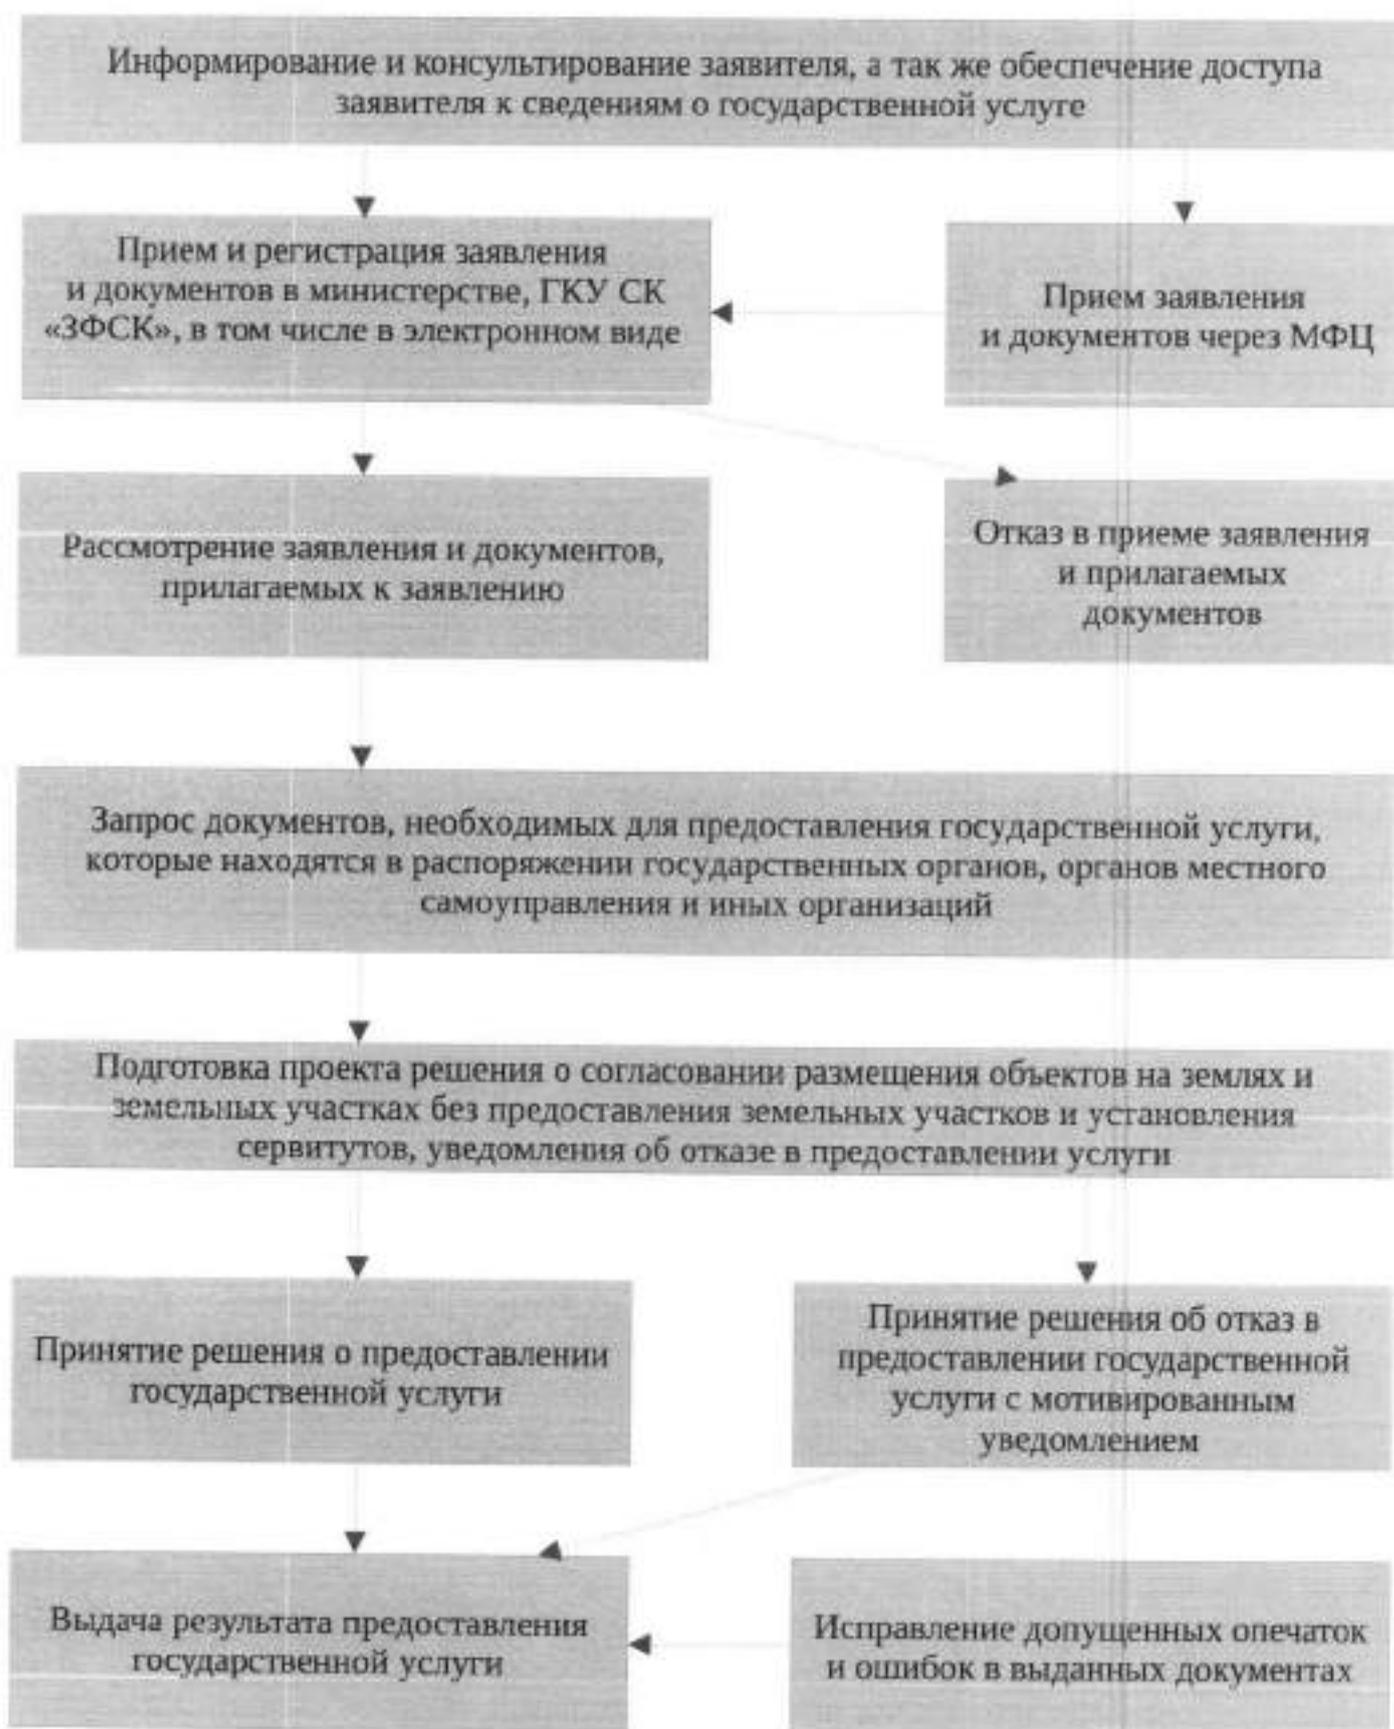 Информирование и консультирование заявителя, а так же обеспечение доступа
заявителя к сведениям о государственной услуге
Прием и регистрация заявления
и документов в министерстве, ГКУ СК
«ЗФСК», в том числе в электронном виде
Прием заявления
и документов через МФЦ
Рассмотрение заявления и документов,
прилагаемых к заявлению
Отказ в приеме заявления
и прилагаемых
документов
Запрос документов, необходимых для предоставления государственной услуги,
которые находятся в распоряжении государственных органов, органов местного
самоуправления и иных организаций
Подготовка проекта решения о согласовании размещения объектов на землях и
земельных участках без предоставления земельных участков и установления
сервитутов, уведомления об отказе в предоставлении услуги
Принятие решения о предоставлении
государственной услуги
Принятие решения об отказ в
предоставлении государственной
услуги с мотивированным
уведомлением
Выдача результата предоставления
государственной услуги
Исправление допущенных опечаток
и ошибок в выданных документах